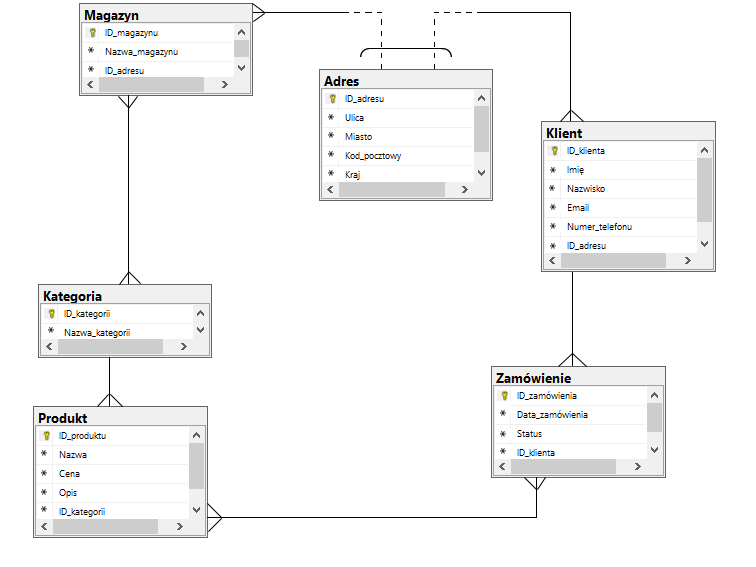 Magazyn
ID_magazynu
Nazwa_magazynu
ID_adresu
Adres
ID_adresu
Ulica
Miasto
Kod_pocztowy
Kraj
Klient
ID_klienta
Imię
Nazwisko
Email
Numer_telefonu
ID_adresu
Kategoria
ID_kategorii
Nazwa_kategorii
Zamówienie
ID_zamówienia
Data_zamówienia
Status
ID_klienta
Produkt
ID_produktu
Nazwa
Cena
Opis
ID_kategorii